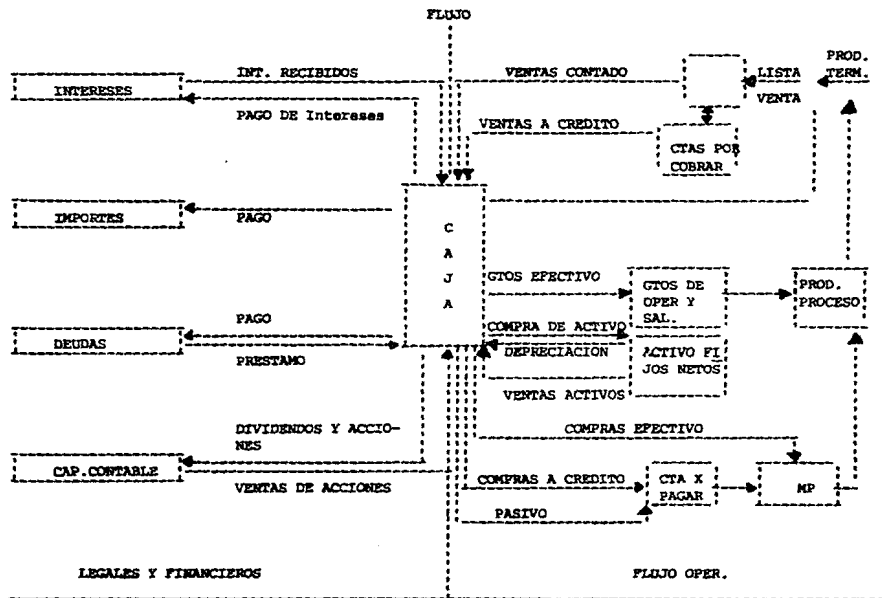 FLUJO
INT. RECIBIDOS
INTERESES
PAGO DE Intereses
IMPORTES
PAGO
PAGO
DEUDAS
PRESTAMO
DIVIDENDOS Y ACCIO-
NES
CAP.CONTABLE
VENTAS DE ACCIONES
LEGALES Y FINANCIEROS
C
A
J
A
VENTAS CONTADO
LISTA
VENTA
PROD.
TERM.
VENTAS A CREDITO
CTAS POR
COBRAR
GTOS EFECTIVO
GTOS DE
OPER Y
SAL.
PROD.
PROCESO
COMPRA DE ACTIVO
DEPRECIACION
ACTIVO FI
JOS NETOS
VENTAS ACTIVOS
COMPRAS EFECTIVO
COMPRAS A CREDITO
CTA X
PAGAR
MP
PASIVO
FLUJO OPER.